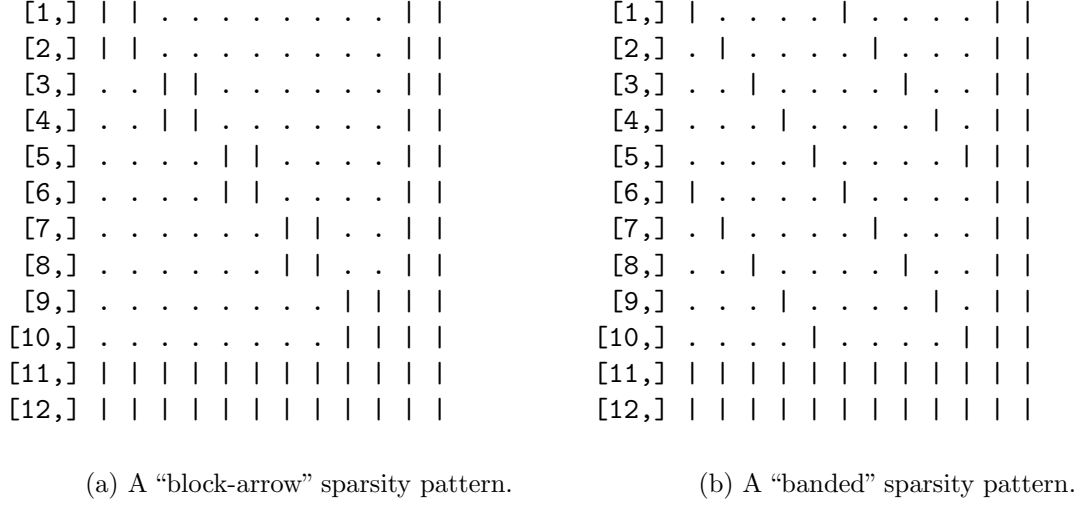 [1,] | | . . . . . . . . | |
[2,] | | . . . . . . . . | |
[3,] . . | | . . . . . . | |
[4,] . . | | . . . . . . | |
[5,] . . . . | | . . . . | |
[6,] . . . . | | . . . . | |
[7,] . . . . . . | | . . | |
[8,] . . . . . . | | . . | |
[9,] . . . . . . . . | | | |
[10,] . . . . . . . . | | | |
[11,] | | | | | | | | | | | |
[12,] | | | | | | | | | | | |
(a) A “block-arrow” sparsity pattern.
[1,] | . . . . | . . . . | |
[2,] . | . . . . | . . . | |
[3,] . . | . . . . | . . | |
[4,] . . . | . . . . | . | |
[5,] . . . . | . . . . | | |
[6,] | . . . . | . . . . | |
[7,] . | . . . . | . . . | |
[8,] . . | . . . . | . . | |
[9,] . . . | . . . . | . | |
[10,] . . . . | . . . . | | |
[11,] | | | | | | | | | | | |
[12,] | | | | | | | | | | | |
(b) A “banded” sparsity pattern.